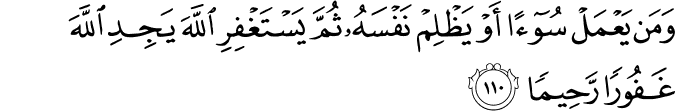 وَمَن يَعۡمَلۡ سُوٓءًا أَوۡ يَظۡلِمۡ نَفۡسَهُۥ ثُمَّ يَسۡتَغۡفِرِ ٱللَّهَ يَجِدِ ٱللَّهَ
غَفُورٗا رَّحِيمٗا ١١٠